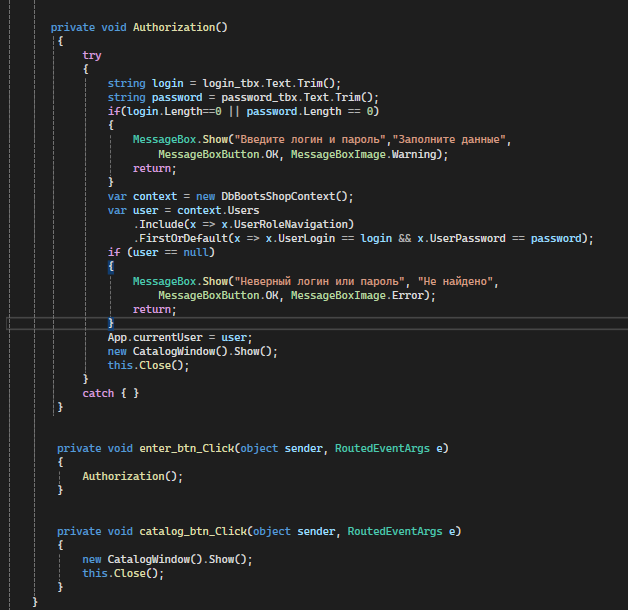 private void Authorization()
{
try
{
string login = login_tbx.Text.Trim();
string password = password_tbx.Text.Trim();
if(login.Length==0 || password.Length == 0)
{
MessageBox.Show("Введите логин и пароль","Заполните данные",
MessageBoxButton.OK, MessageBoxImage.Warning);
return;
}
var context = new DbBootsShopContext();
var user = context.Users
.Include(x => x.UserRoleNavigation)
.FirstOrDefault(x => x.UserLogin == login && x.UserPassword == password);
if (user == null)
{
MessageBox.Show("Неверный логин или пароль", "Не найдено",
MessageBoxButton.OK, MessageBoxImage.Error);
return;
}
App.currentUser = user;
new CatalogWindow().Show();
this.Close();
}
catch { }
}
private void enter_btn_Click(object sender, RoutedEventArgs e)
{
Authorization();
}
private void catalog_btn_Click(object sender, RoutedEventArgs e)
{
new CatalogWindow().Show();
this.Close();
}
}